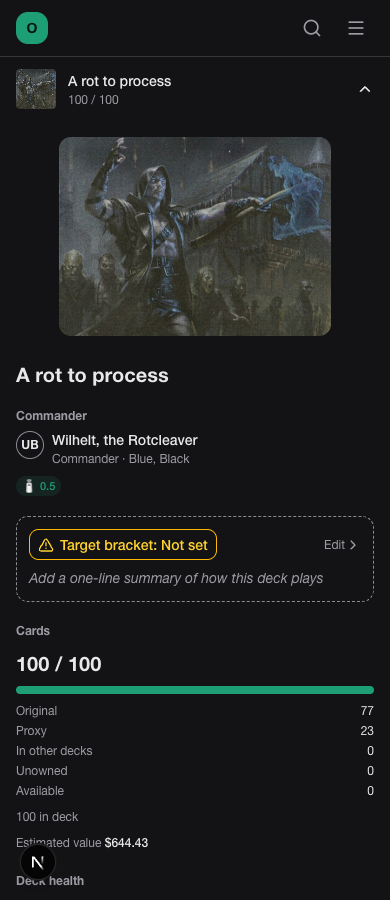 O
A rot to process
100 / 100
A rot to process
Commander
UB
Wilhelt, the Rotcleaver
Commander · Blue, Black
0.5
Target bracket: Not set
Edit
Add a one-line summary of how this deck plays
Cards
100 / 100
Original 77
Proxy 23
In other decks 0
Unowned 0
Available 0
100 in deck
Estimated value $644.43
N
Deck health